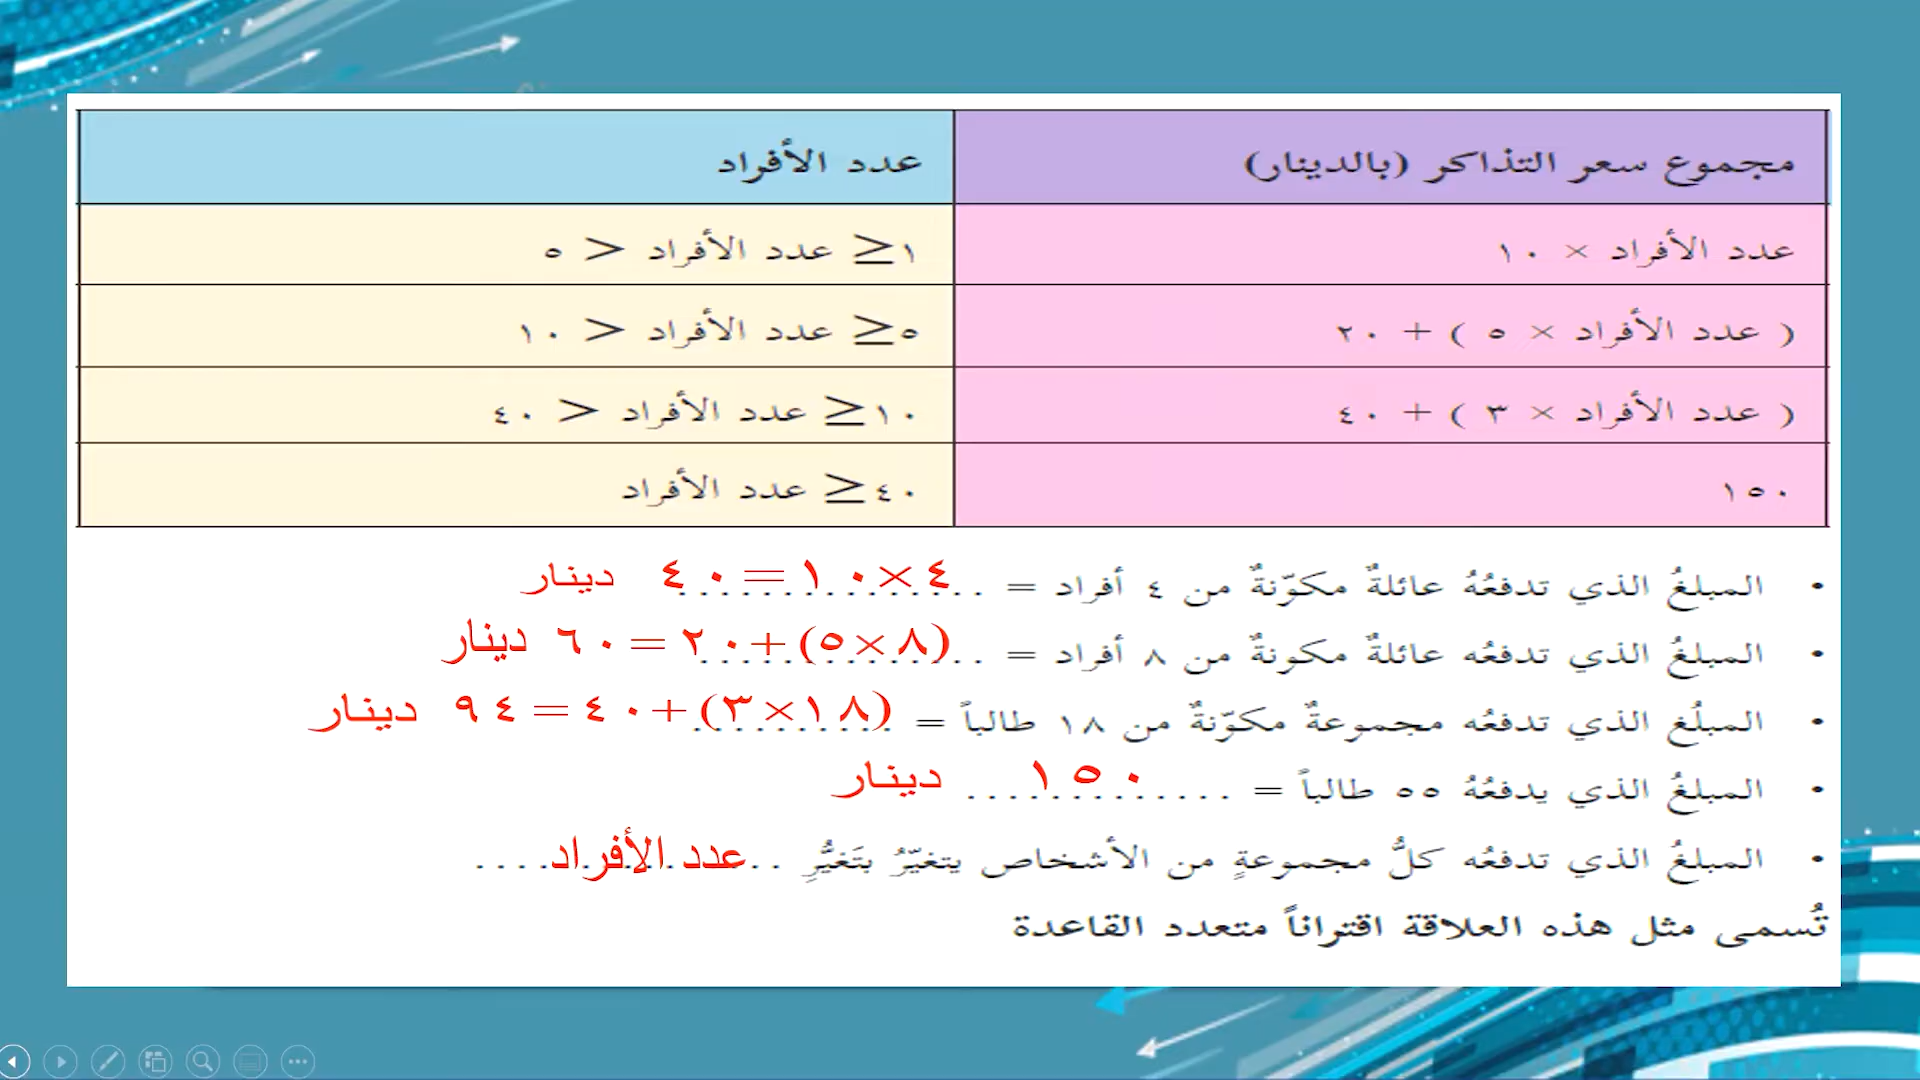 مجموع سعر التذاكر (بالدينار) عدد الأفراد
عدد الأفراد × ١٠ ١≤ عدد الأفراد < ٥
( عدد الأفراد × ٥ ) + ٢٠ ٥≤ عدد الأفراد < ١٠
( عدد الأفراد × ٣ ) + ٤٠ ١٠≤ عدد الأفراد < ٤٠
١٥٠ ٤٠≤ عدد الأفراد
• المبلغُ الذي تدفعُهُ عائلةٌ مكوّنةٌ من ٤ أفراد = ٤×١٠=٤٠ دينار
• المبلغُ الذي تدفعُه عائلةٌ مكونةٌ من ٨ أفراد = (٨×٥)+٢٠=٦٠ دينار
• المبلُغ الذي تدفعُه مجموعةٌ مكوّنةٌ من ١٨ طالباً = (١٨×٣)+٤٠=٩٤ دينار
• المبلغُ الذي يدفعُهُ ٥٥ طالباً = ١٥٠ دينار
• المبلغُ الذي تدفعُه كلُّ مجموعةٍ من الأشخاص يتغيّرُ بتَغيُّرِ عدد الأفراد
تُسمى مثل هذه العلاقة اقتراناً متعدد القاعدة